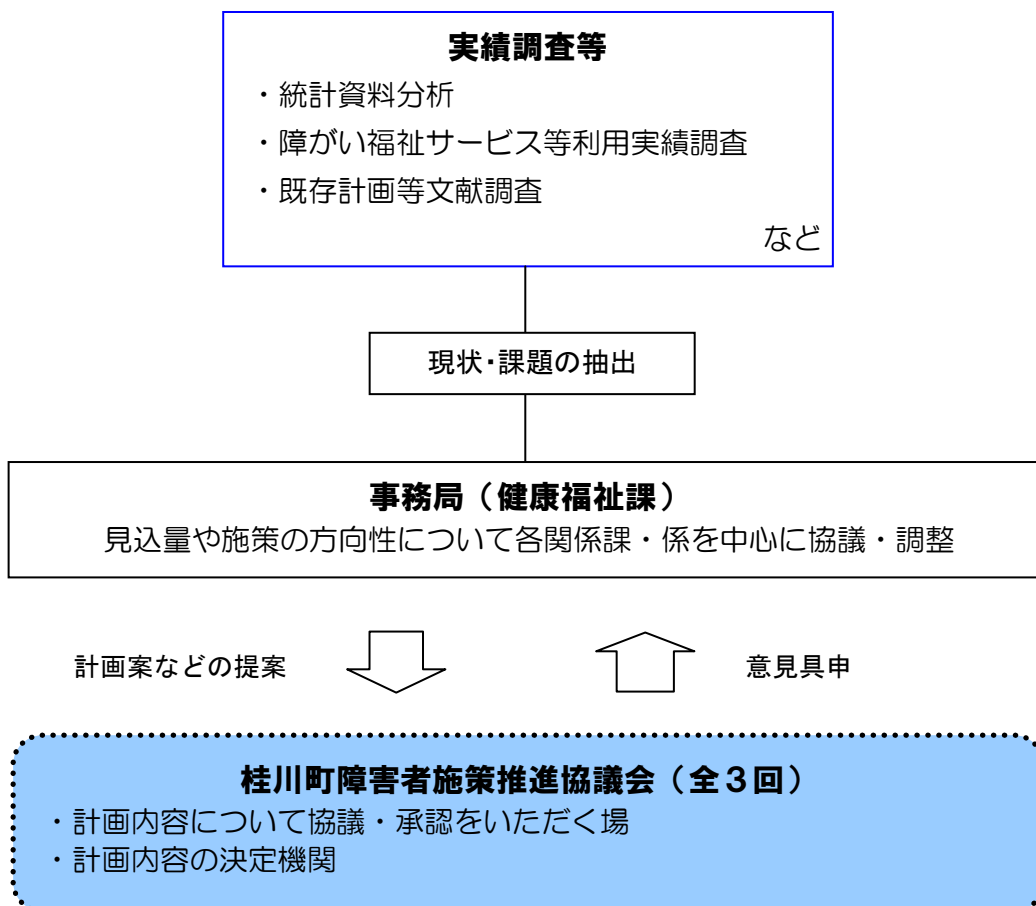 実績調査等
・統計資料分析
・障がい福祉サービス等利用実績調査
・既存計画等文献調査
など
現状･課題の抽出
事務局（健康福祉課）
見込量や施策の方向性について各関係課・係を中心に協議・調整
計画案などの提案
意見具申
桂川町障害者施策推進協議会（全３回）
・計画内容について協議・承認をいただく場
・計画内容の決定機関